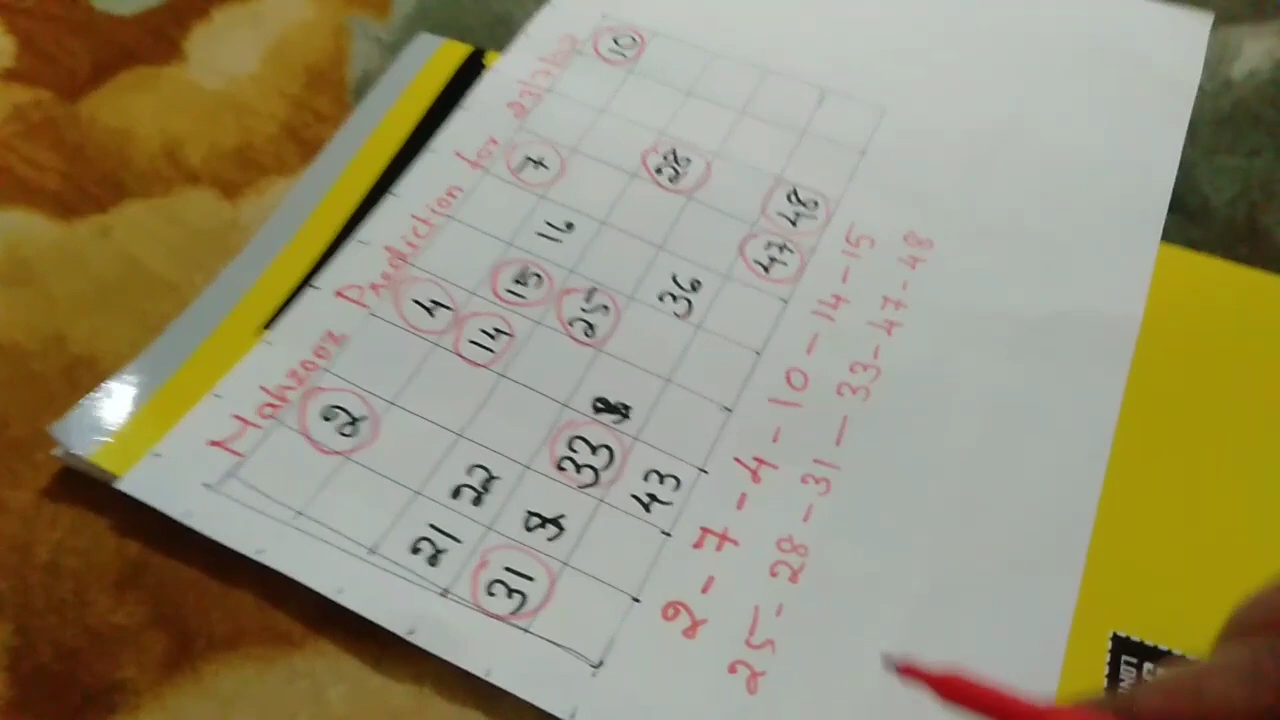 Mahzooz Prediction for
2 4 7 10
14 15 16
21 22 25 28
31 33 36
43 47 48
2-7-4-10-14-15
25-28-31-33-47-48